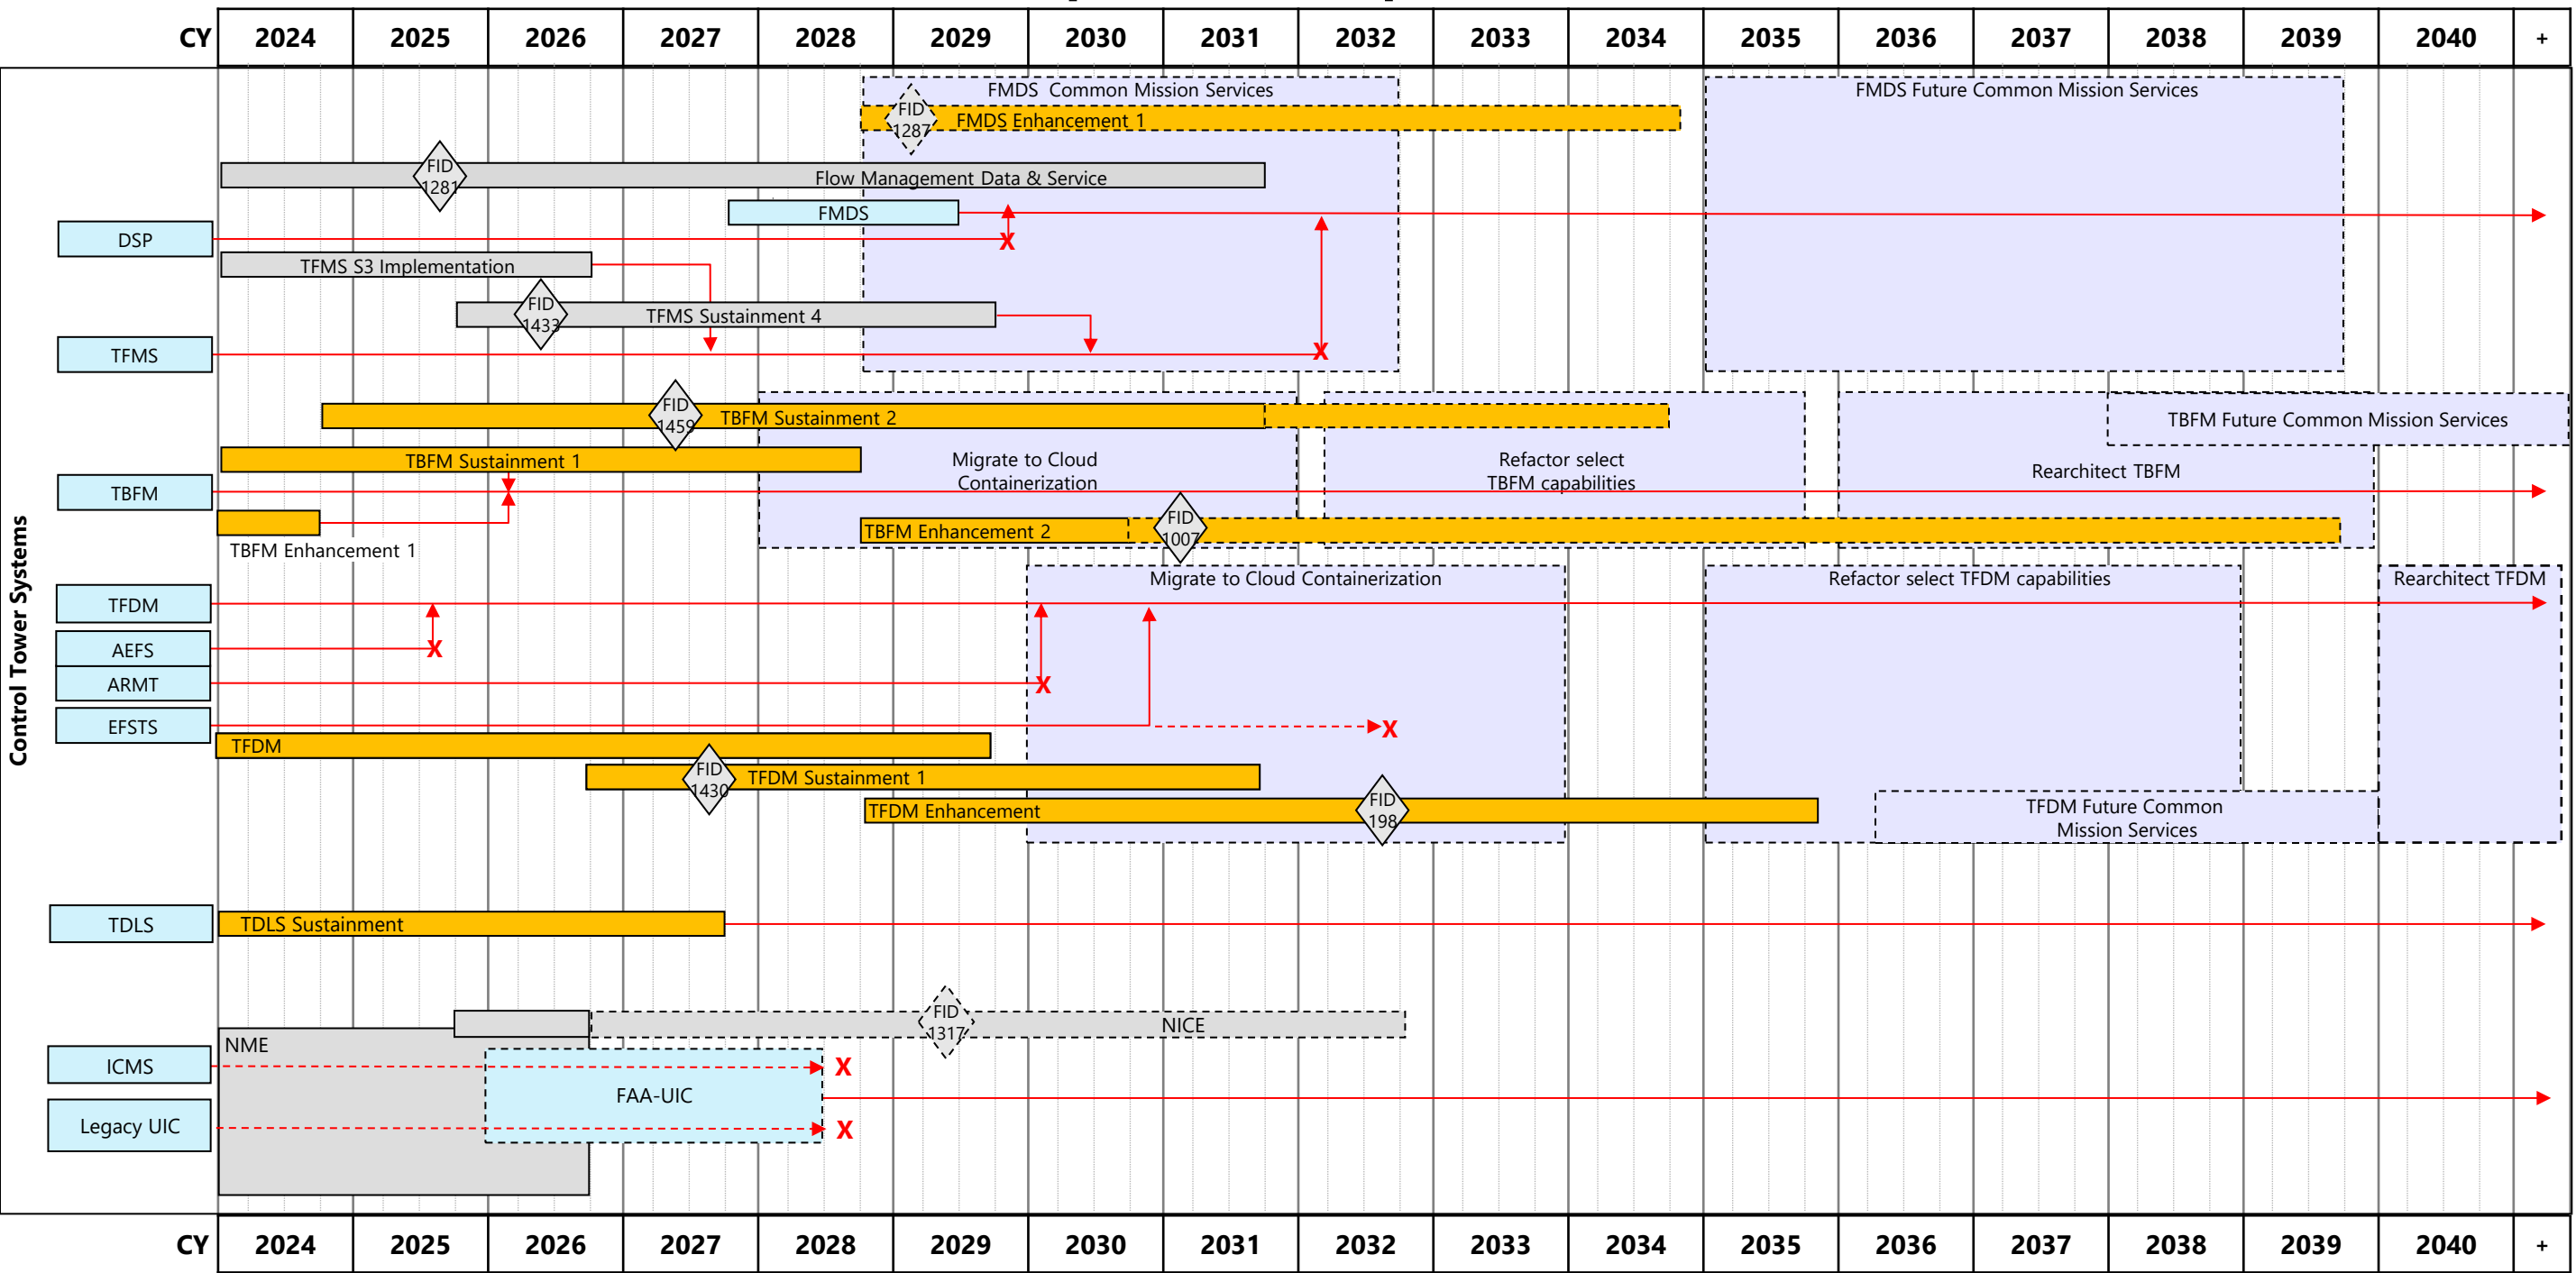 CY 2024 2025 2026 2027 2028 2029 2030 2031 2032 2033 2034 2035 2036 2037 2038 2039 2040 +
Control Tower Systems
FMDS Common Mission Services
FMDS Future Common Mission Services
FID
1287
FMDS Enhancement 1
FID
1281
Flow Management Data & Service
FMDS
DSP
TFMS S3 Implementation
FID
1433
TFMS Sustainment 4
TFMS
FID
1459
TBFM Sustainment 2
TBFM Future Common Mission Services
TBFM Sustainment 1
Migrate to Cloud
Containerization
Refactor select
TBFM capabilities
Rearchitect TBFM
TBFM
TBFM Enhancement 1
TBFM Enhancement 2
FID
1007
Migrate to Cloud Containerization
Refactor select TFDM capabilities
Rearchitect TFDM
TFDM
AEFS
X
ARMT
X
EFSTS
X
TFDM
FID
1430
TFDM Sustainment 1
TFDM Enhancement
FID
198
TFDM Future Common
Mission Services
TDLS
TDLS Sustainment
FID
1317
NICE
NME
ICMS
X
FAA-UIC
Legacy UIC
X
X
X
CY 2024 2025 2026 2027 2028 2029 2030 2031 2032 2033 2034 2035 2036 2037 2038 2039 2040 +